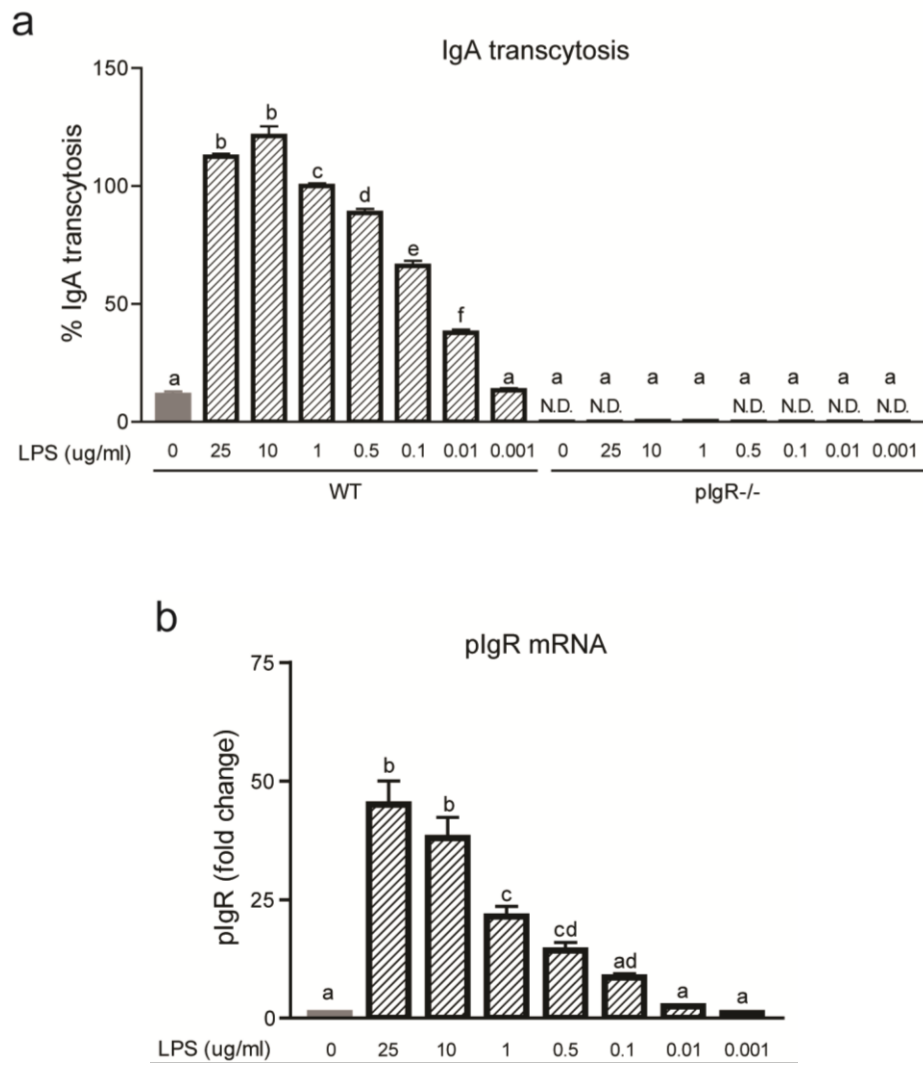 a
IgA transcytosis
% IgA transcytosis
150
100
50
0
a b b c d e f a a a a a a a a a
N.D. N.D. N.D. N.D. N.D. N.D.
LPS (ug/ml) 0 25 10 1 0.5 0.1 0.01 0.001 0 25 10 1 0.5 0.1 0.01 0.001
WT pIgR-/-
b
pIgR mRNA
pIgR (fold change)
75
50
25
0
a b b c cd ad a a
LPS (ug/ml) 0 25 10 1 0.5 0.1 0.01 0.001